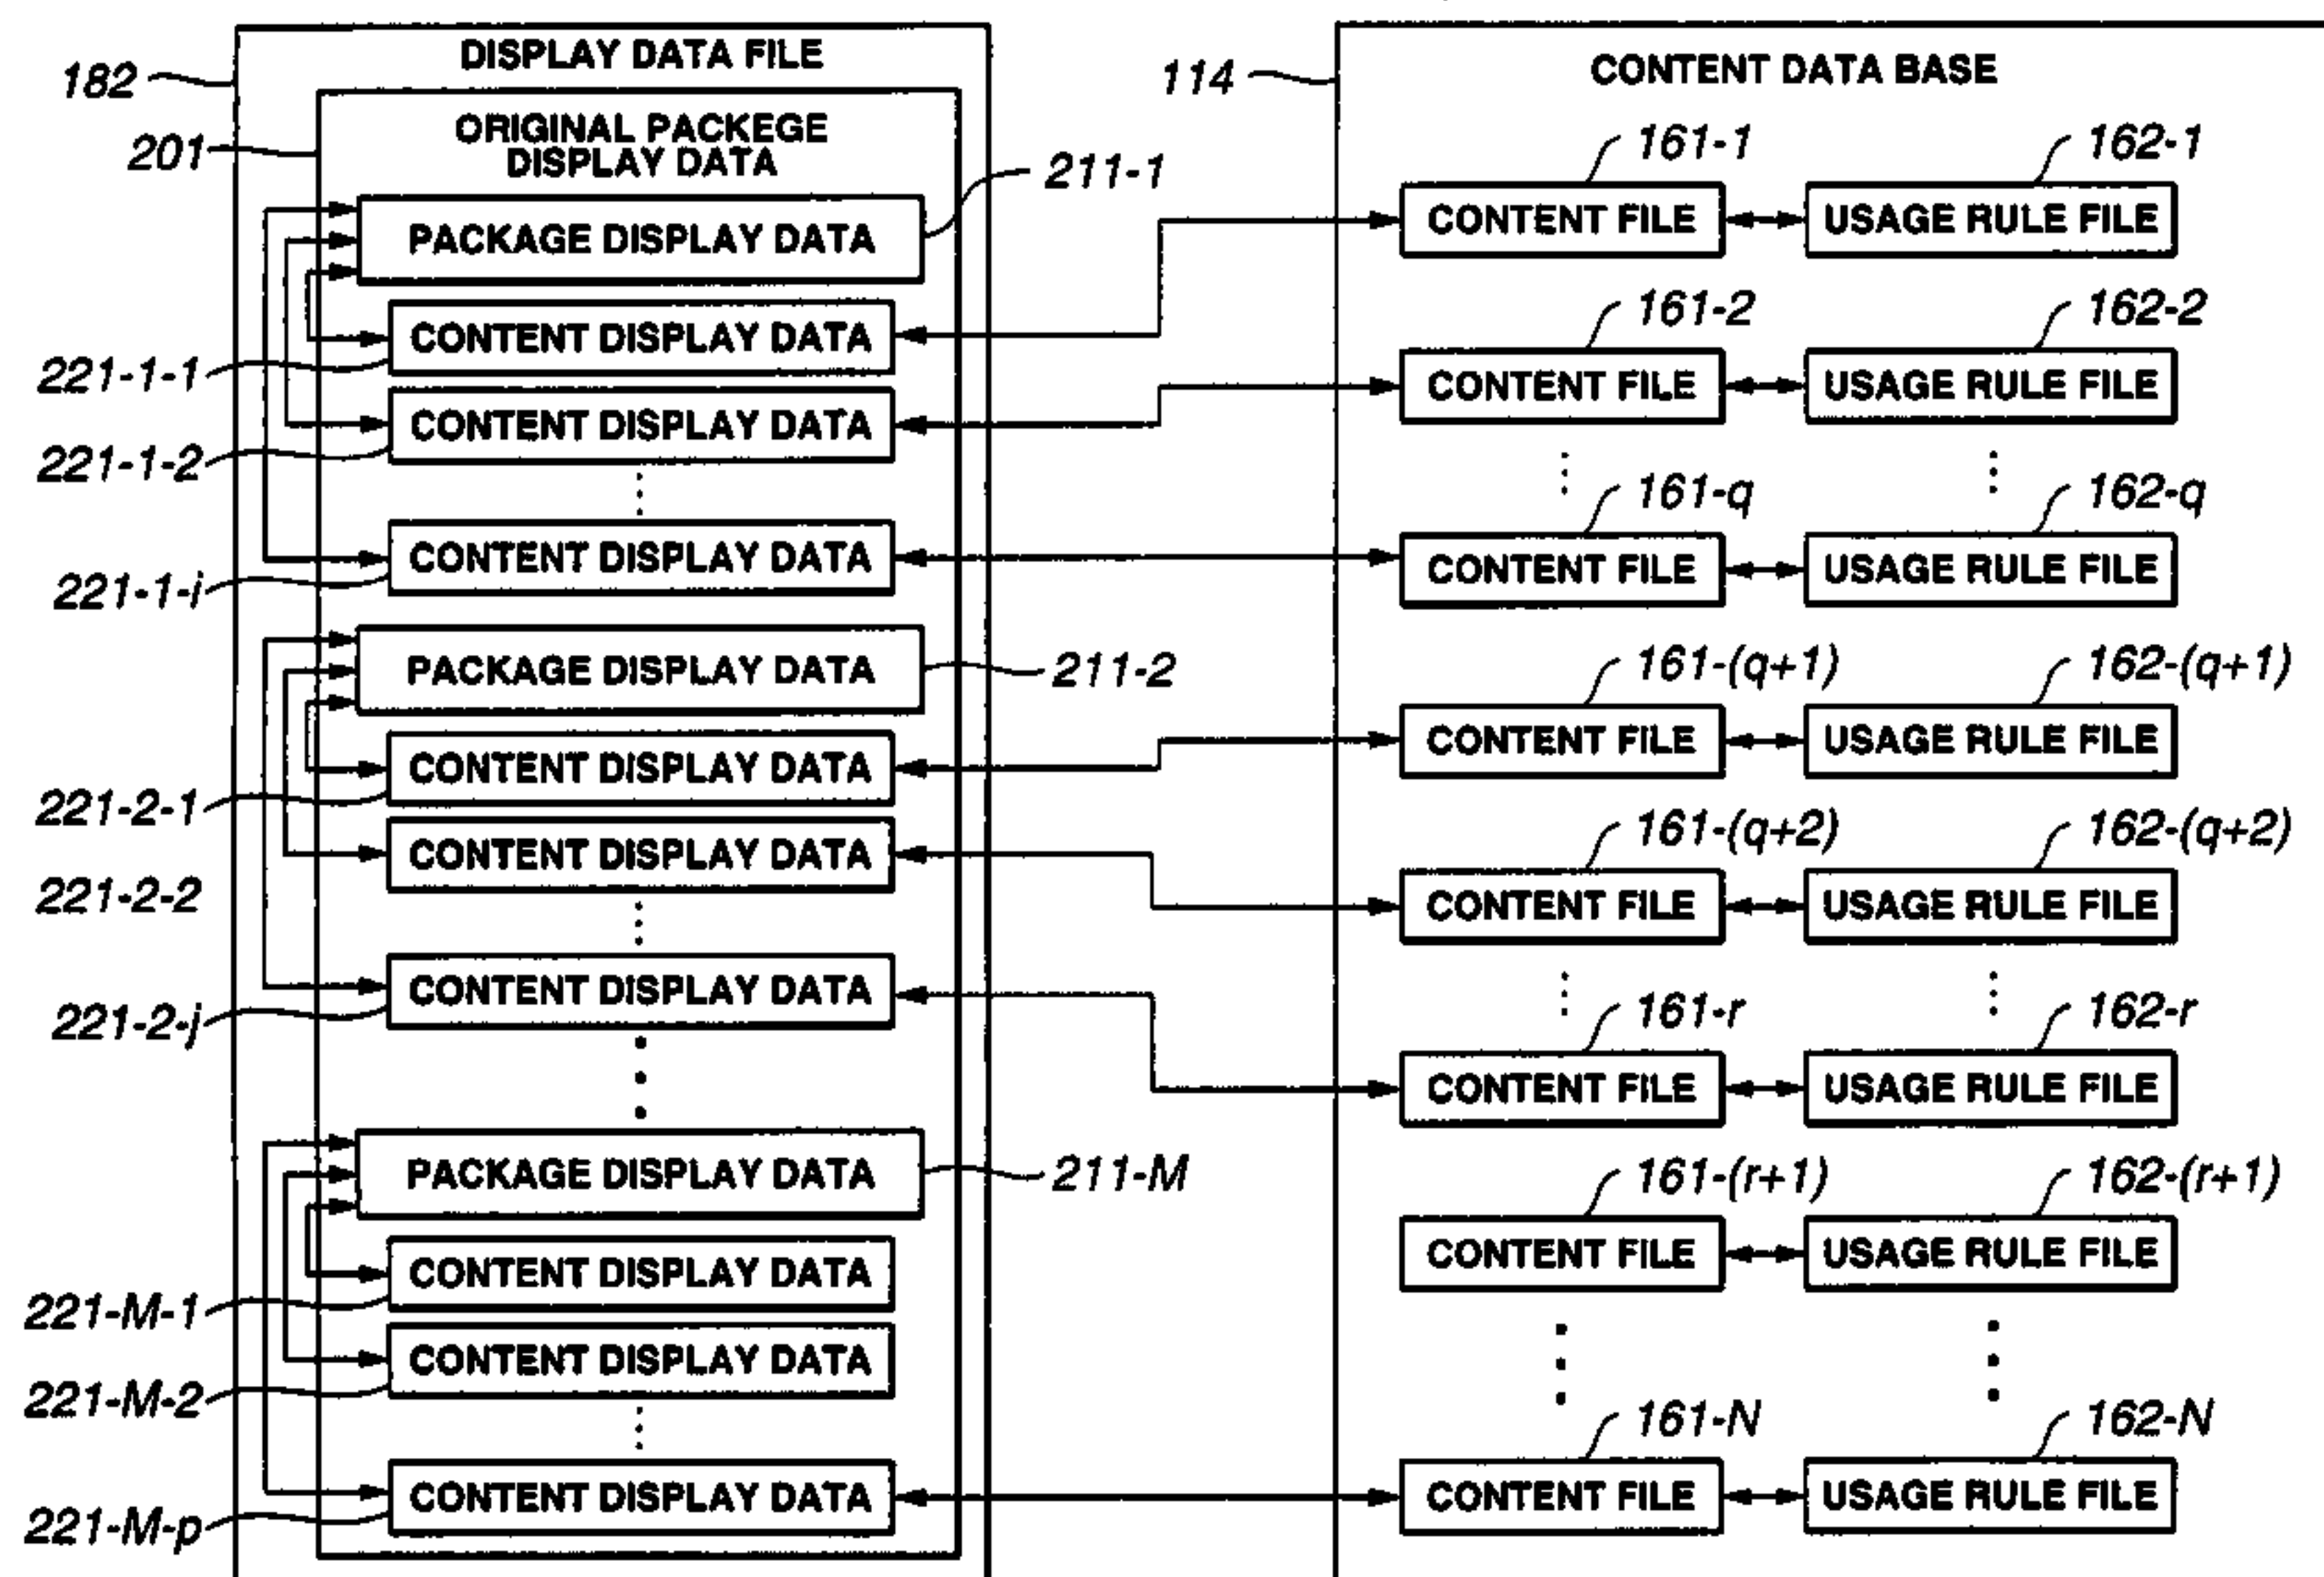 DISPLAY DATA FILE
182
201
ORIGINAL PACKEGE
DISPLAY DATA
211-1
PACKAGE DISPLAY DATA
CONTENT DISPLAY DATA
221-1-1
CONTENT DISPLAY DATA
221-1-2
CONTENT DISPLAY DATA
221-1-i
PACKAGE DISPLAY DATA
211-2
CONTENT DISPLAY DATA
221-2-1
CONTENT DISPLAY DATA
221-2-2
CONTENT DISPLAY DATA
221-2-j
PACKAGE DISPLAY DATA
211-M
CONTENT DISPLAY DATA
221-M-1
CONTENT DISPLAY DATA
221-M-2
CONTENT DISPLAY DATA
221-M-p
114
CONTENT DATA BASE
161-1
162-1
CONTENT FILE
USAGE RULE FILE
161-2
162-2
CONTENT FILE
USAGE RULE FILE
161-q
162-q
CONTENT FILE
USAGE RULE FILE
161-(q+1)
162-(q+1)
CONTENT FILE
USAGE RULE FILE
161-(q+2)
162-(q+2)
CONTENT FILE
USAGE RULE FILE
161-r
162-r
CONTENT FILE
USAGE RULE FILE
161-(r+1)
162-(r+1)
CONTENT FILE
USAGE RULE FILE
161-N
162-N
CONTENT FILE
USAGE RULE FILE